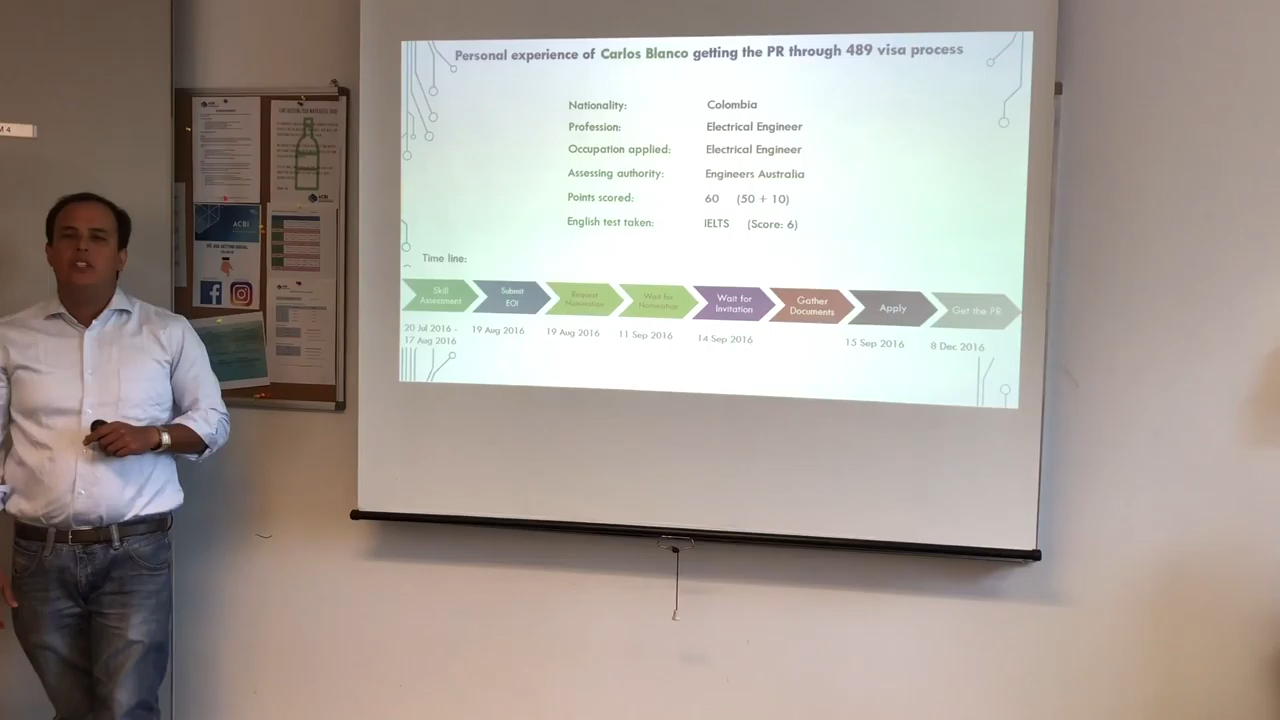 Personal experience of Carlos Blanco getting the PR through 489 visa process
Nationality: Colombia
Profession: Electrical Engineer
Occupation applied: Electrical Engineer
Assessing authority: Engineers Australia
Points scored: 60 (50 + 10)
English test taken: IELTS (Score: 6)
Time line:
Skill Assessment
Submit EOI
Request Nomination
Wait for Nomination
Wait for Invitation
Gather Documents
Apply
Get the PR
20 Jul 2016 -
17 Aug 2016
19 Aug 2016
19 Aug 2016
11 Sep 2016
14 Sep 2016
15 Sep 2016
8 Dec 2016
M 4
ACBI
ACBI
ACBI